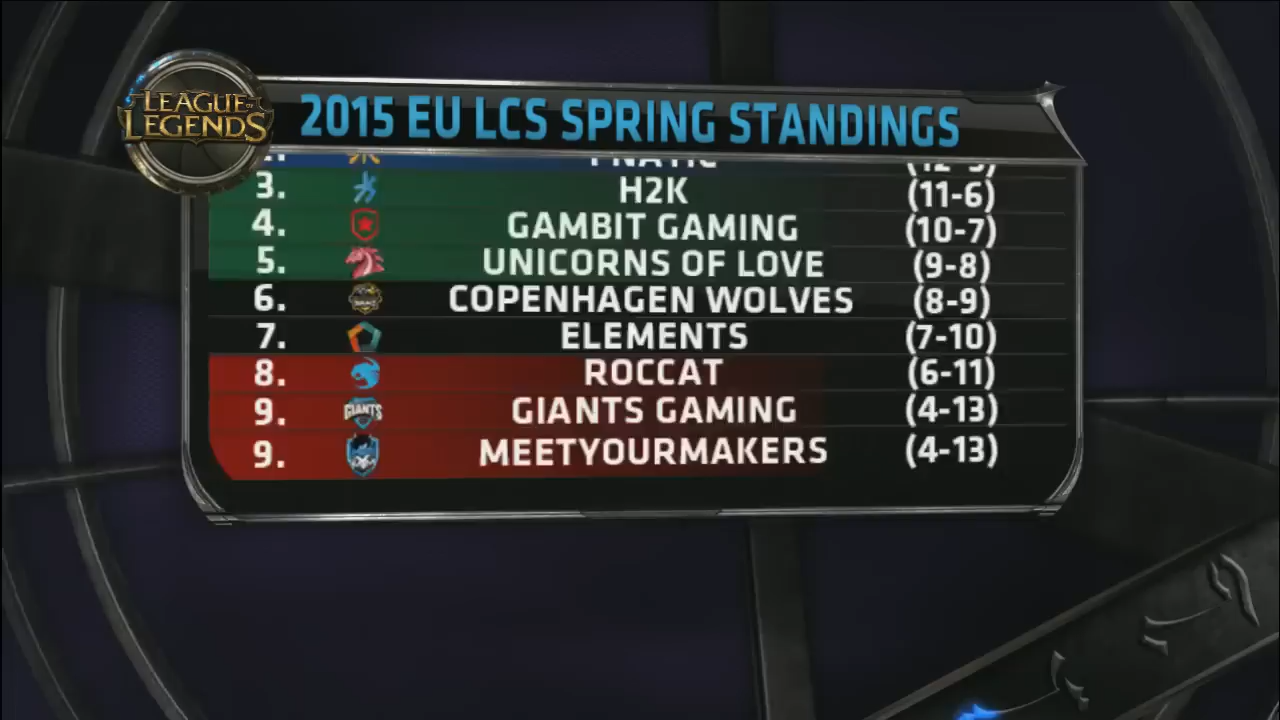 LEAGUE OF LEGENDS
2015 EU LCS SPRING STANDINGS
3. H2K (11-6)
4. GAMBIT GAMING (10-7)
5. UNICORNS OF LOVE (9-8)
6. COPENHAGEN WOLVES (8-9)
7. ELEMENTS (7-10)
8. ROCCAT (6-11)
9. GIANTS GIANTS GAMING (4-13)
9. MEETYOURMAKERS (4-13)